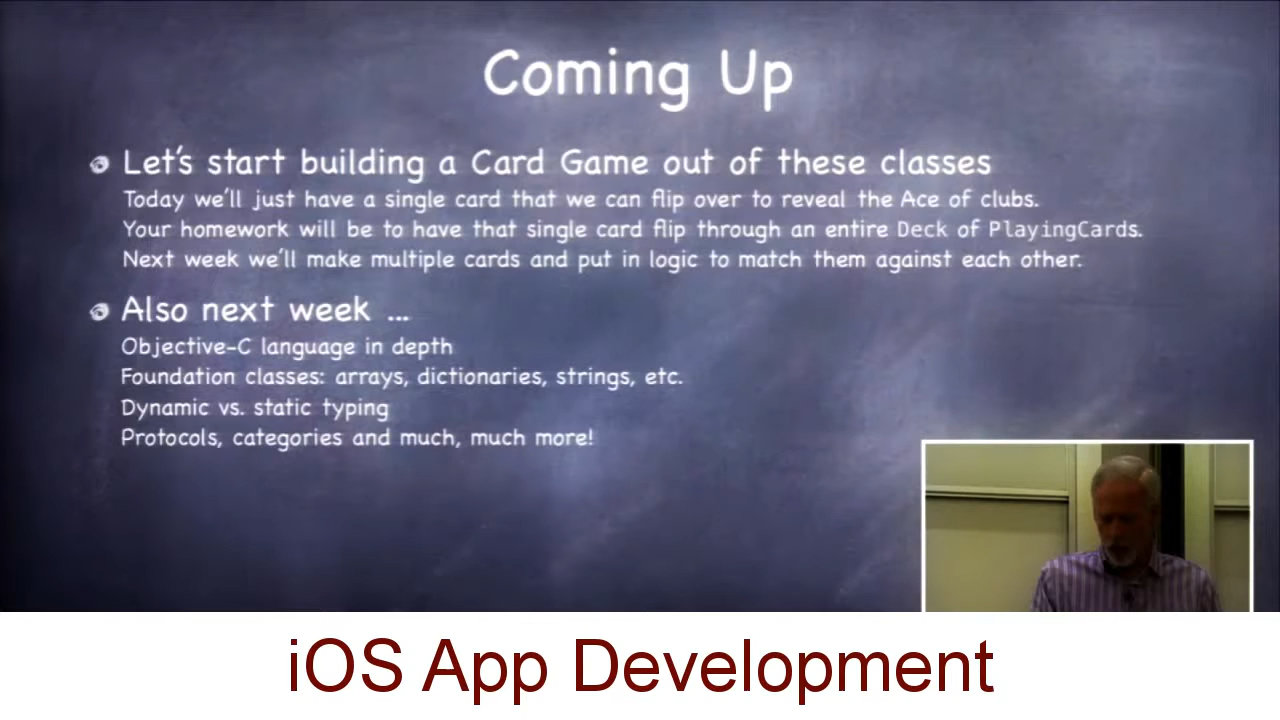 Coming Up
Let's start building a Card Game out of these classes
Today we'll just have a single card that we can flip over to reveal the Ace of clubs.
Your homework will be to have that single card flip through an entire Deck of PlayingCards.
Next week we'll make multiple cards and put in logic to match them against each other.
Also next week ...
Objective-C language in depth
Foundation classes: arrays, dictionaries, strings, etc.
Dynamic vs. static typing
Protocols, categories and much, much more!
iOS App Development